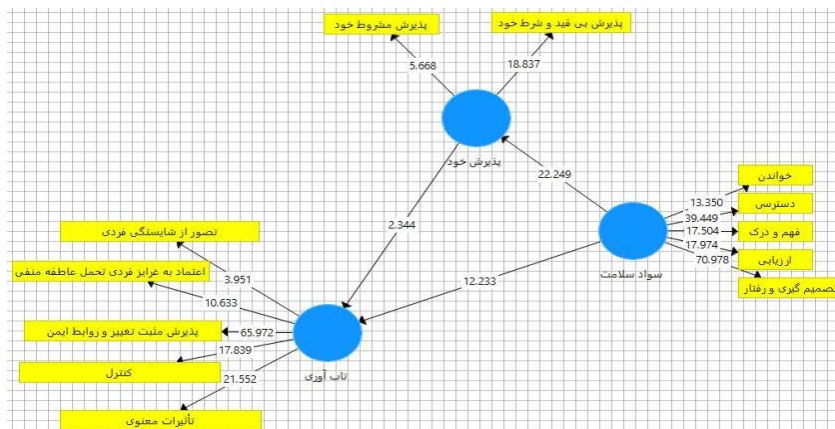 پذیرش بی قید و شرط خود
پذیرش مشروط خود
5.668
18.837
پذیرش خود
22.249
2.344
12.233
خواندن
13.350
دسترسی
39.449
فهم و درک
17.504
ارزیابی
17.974
تصمیم گیری و رفتار
70.978
سواد سلامت
تصور از شایستگی فردی
3.951
اعتماد به غرایز فردی تحمل عاطفه منفی
10.633
پذیرش مثبت تغییر و روابط ایمن
65.972
کنترل
17.839
تأثیرات معنوی
21.552
تاب آوری